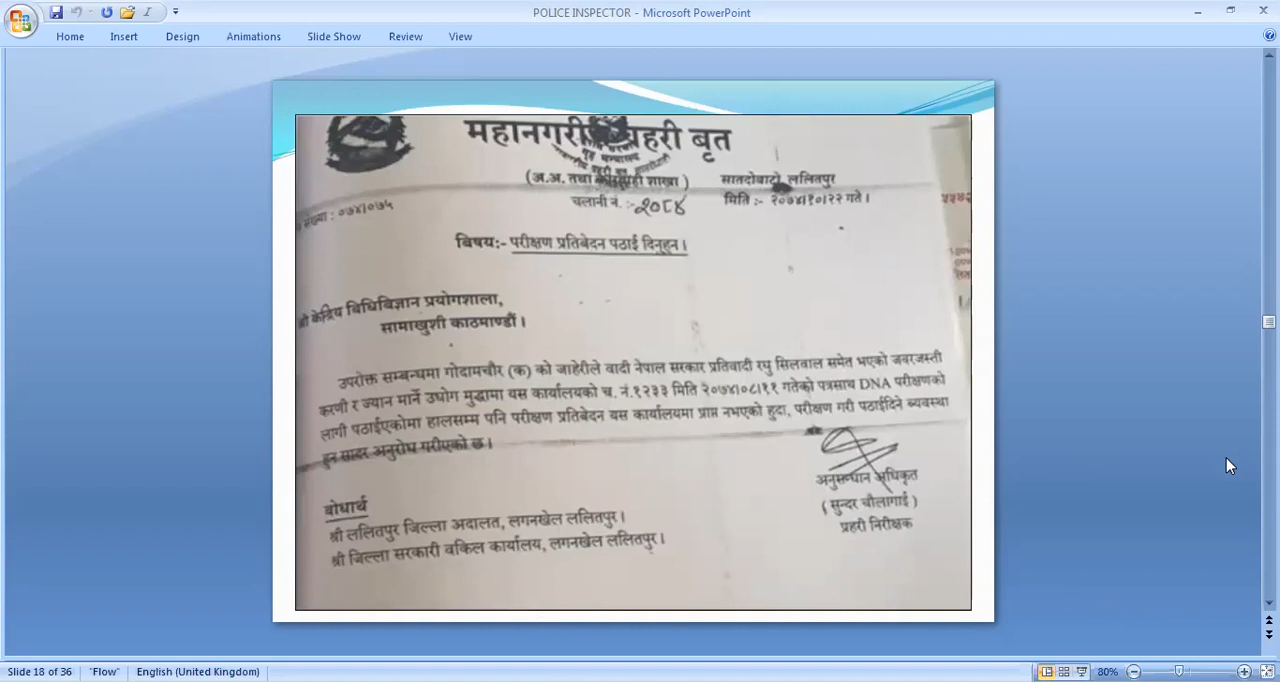 POLICE INSPECTOR - Microsoft PowerPoint
Home Insert Design Animations Slide Show Review View
महानगरीय प्रहरी बृत
(अ.अ. तथा शाखा)
सातदोबाटो ललितपुर
संख्या : ०७४।०७५
चलानी नं. :-२०८४
मिति :- २०७४।१०।२२ गते।
बिषय:- परीक्षण प्रतिबेदन पठाई दिनुहुन।
श्री केन्द्रिय बिधिबिज्ञान प्रयोगशाला,
सामाखुशी काठमाण्डौं।
उपरोक्त सम्बन्धमा गोदामचौर (क) को जाहेरीले वादी नेपाल सरकार प्रतिवादी रघु सिलवाल समेत भएको जवरजस्ती
करणी र ज्यान मार्ने उधोग मुद्धामा यस कार्यालयको च. नं.१२३३ मिति २०७४।०८।११ गतेको पत्रसाथ DNA परीक्षणको
लागी पठाईएकोमा हालसम्म पनि परीक्षण प्रतिबेदन यस कार्यालयमा प्राप्त नभएको हुदा, परीक्षण गरी पठाईदिने ब्यवस्था
हुन सादर अनुरोध गरीएको छ।
अनुसन्धान अधिकृत
(सुन्दर चौलागाई)
प्रहरी निरीक्षक
बोधार्थ
श्री ललितपुर जिल्ला अदालत, लगनखेल ललितपुर।
श्री जिल्ला सरकारी वकिल कार्यालय, लगनखेल ललितपुर।
Slide 18 of 36 "Flow" English (United Kingdom) 80%